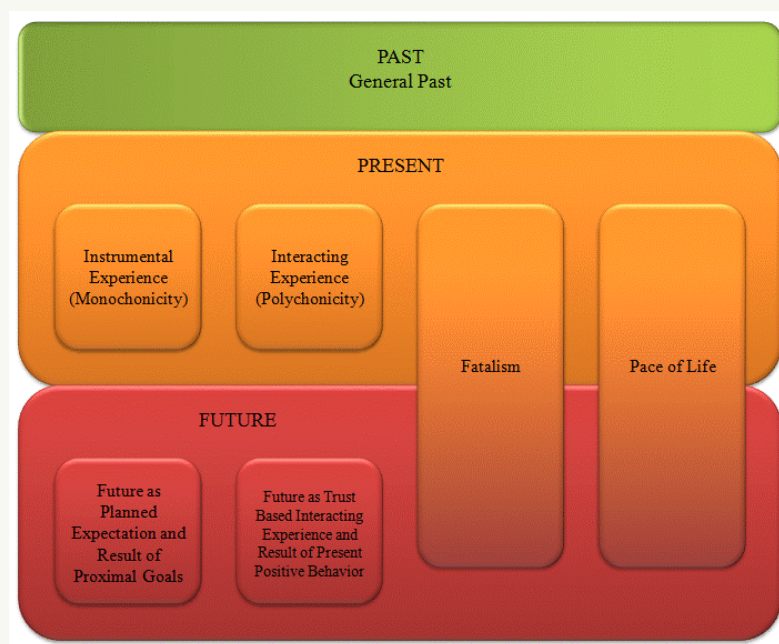 PAST
General Past
PRESENT
Instrumental
Experience
(Monochonicity)
Interacting
Experience
(Polychonicity)
Fatalism
Pace of Life
FUTURE
Future as
Planned
Expectation and
Result of
Proximal Goals
Future as Trust
Based Interacting
Experience and
Result of Present
Positive Behavior